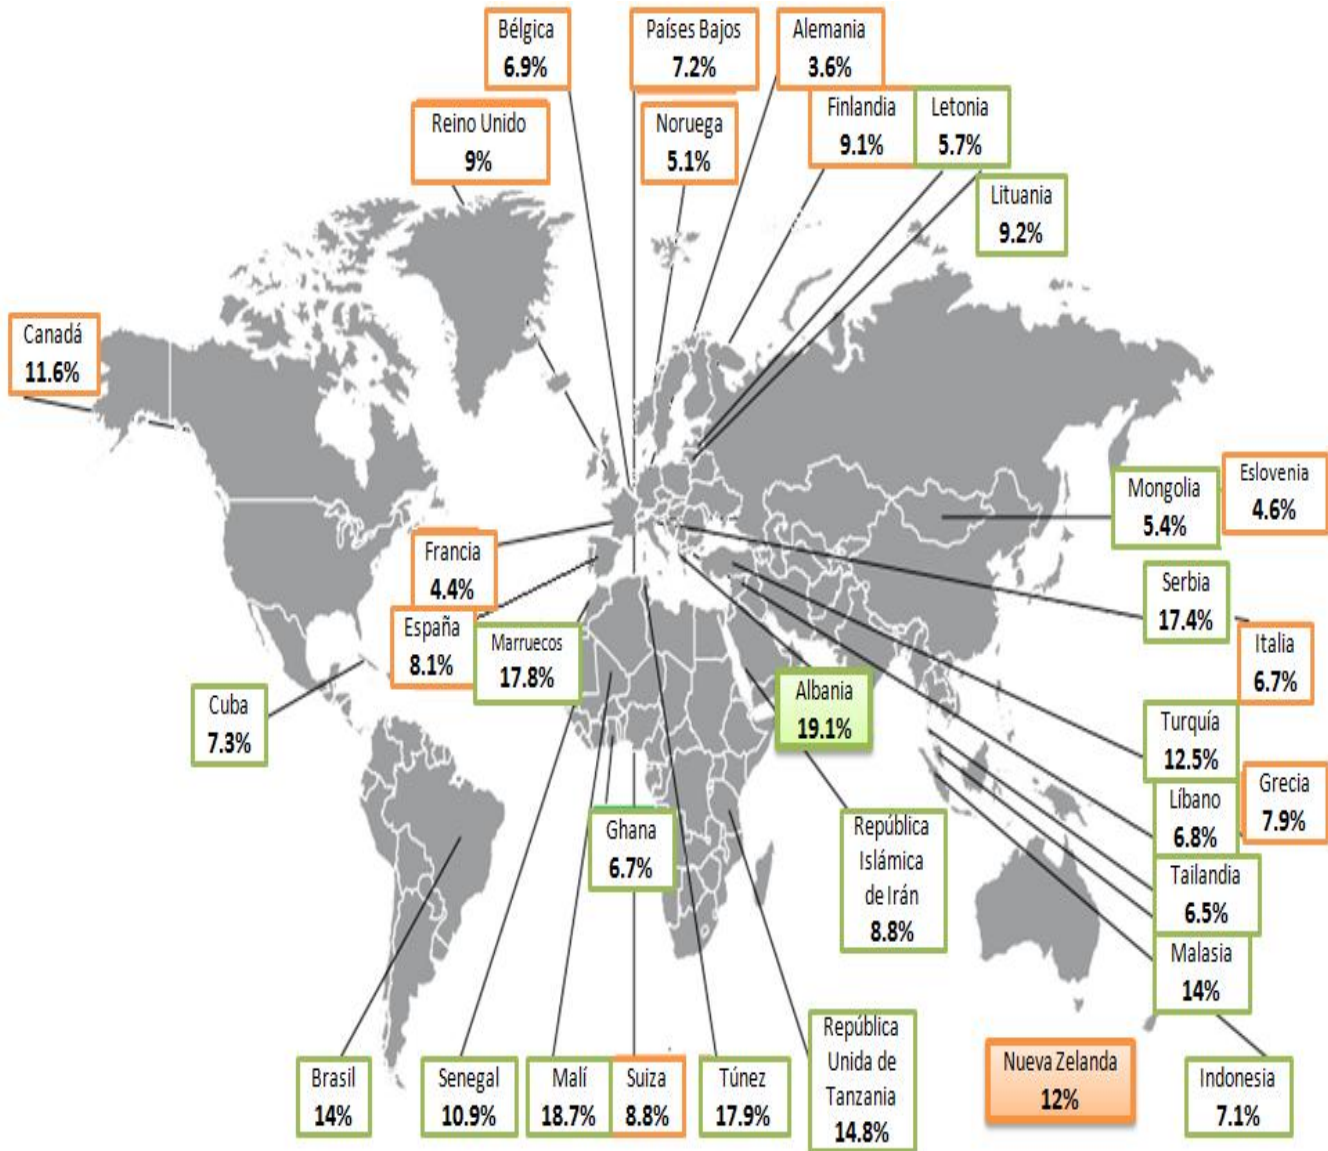 Bélgica
6.9%
Países Bajos
7.2%
Alemania
3.6%
Reino Unido
9%
Noruega
5.1%
Finlandia
9.1%
Letonia
5.7%
Lituania
9.2%
Canadá
11.6%
Mongolia
5.4%
Eslovenia
4.6%
Francia
4.4%
España
8.1%
Marruecos
17.8%
Serbia
17.4%
Italia
6.7%
Cuba
7.3%
Albania
19.1%
Turquía
12.5%
Líbano
6.8%
Grecia
7.9%
Ghana
6.7%
República
Islámica
de Irán
8.8%
Tailandia
6.5%
Malasia
14%
Brasil
14%
Senegal
10.9%
Malí
18.7%
Suiza
8.8%
Túnez
17.9%
República
Unida de
Tanzania
14.8%
Nueva Zelanda
12%
Indonesia
7.1%